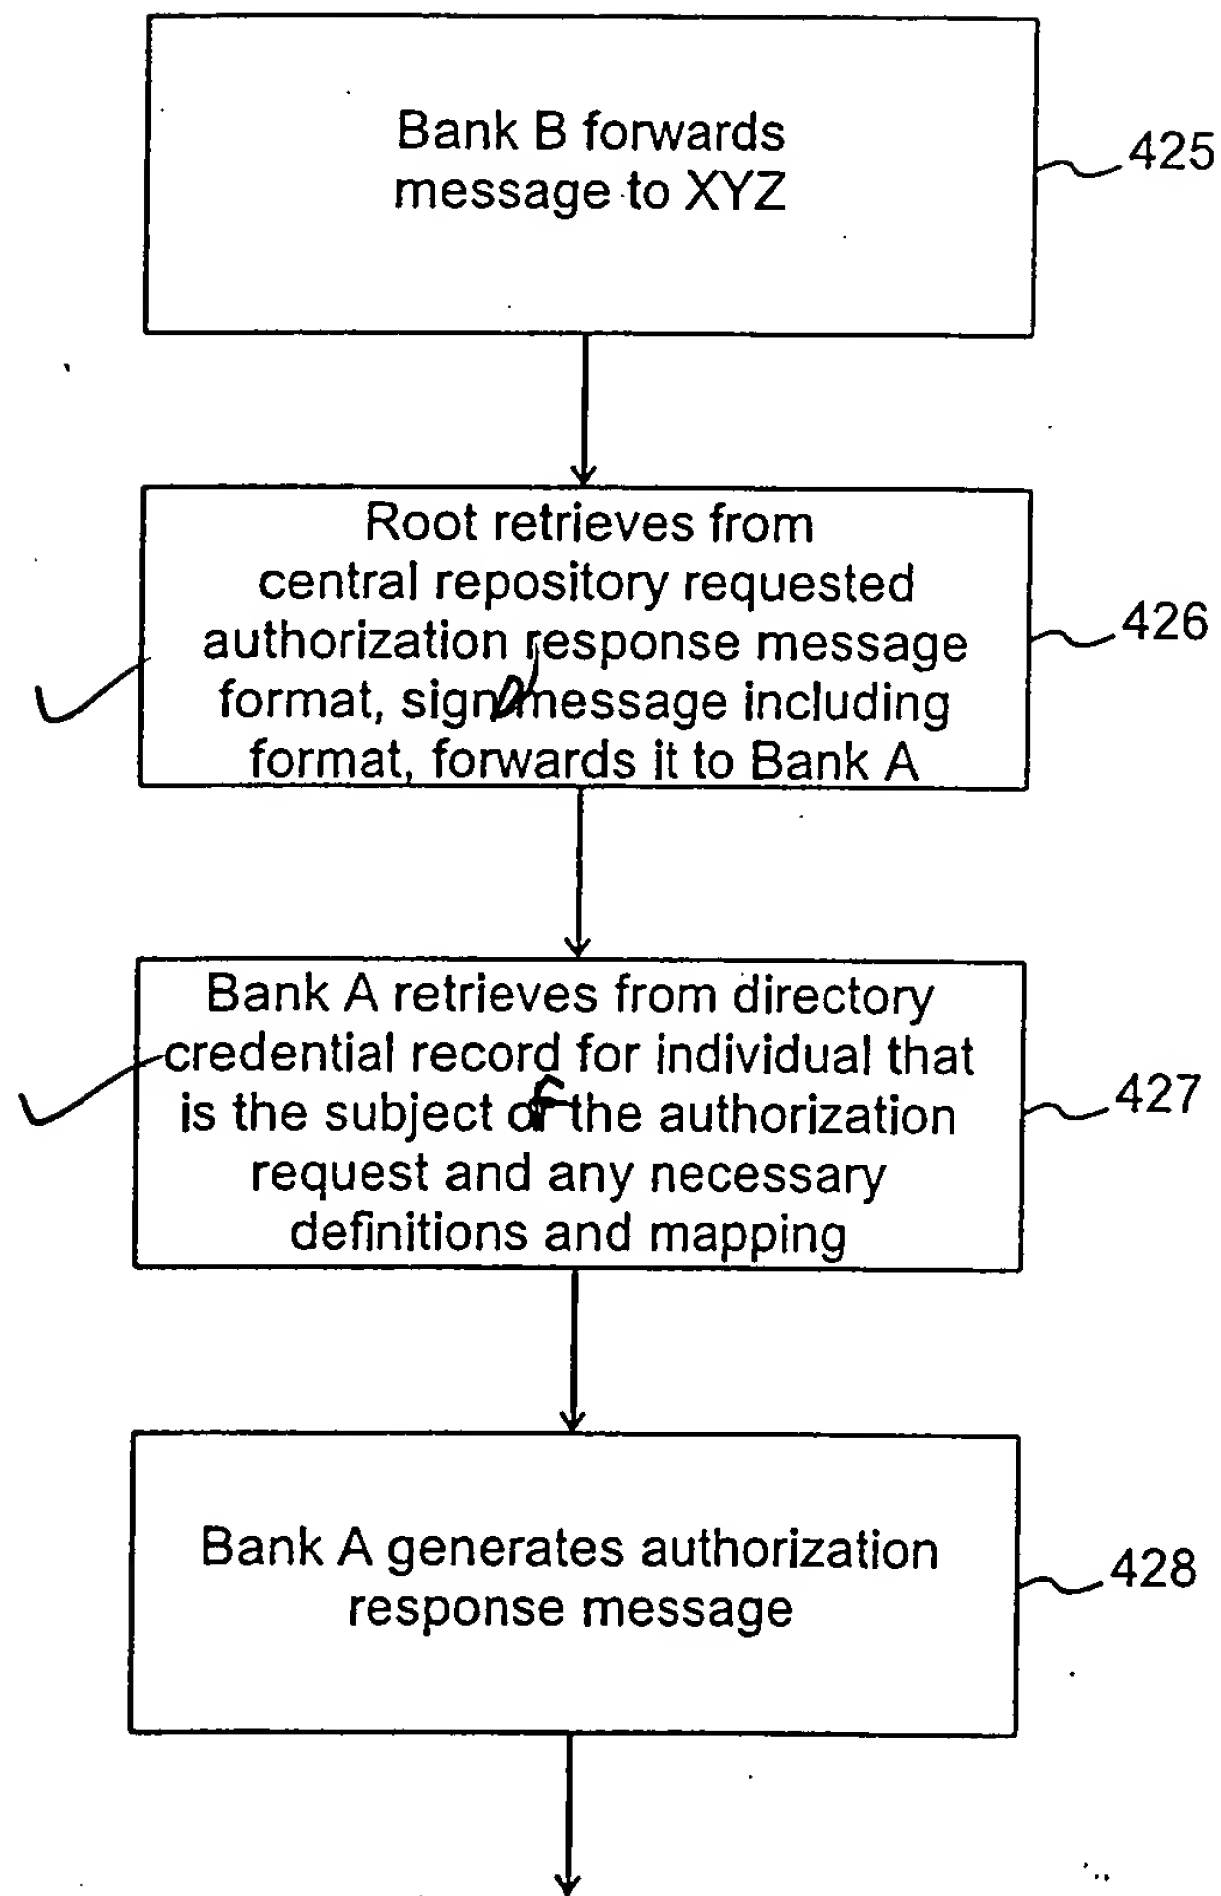 Bank B forwards
message to XYZ
425
Root retrieves from
central repository requested
authorization response message
format, sign message including
format, forwards it to Bank A
426
Bank A retrieves from directory
credential record for individual that
is the subject of the authorization
request and any necessary
definitions and mapping
427
Bank A generates authorization
response message
428